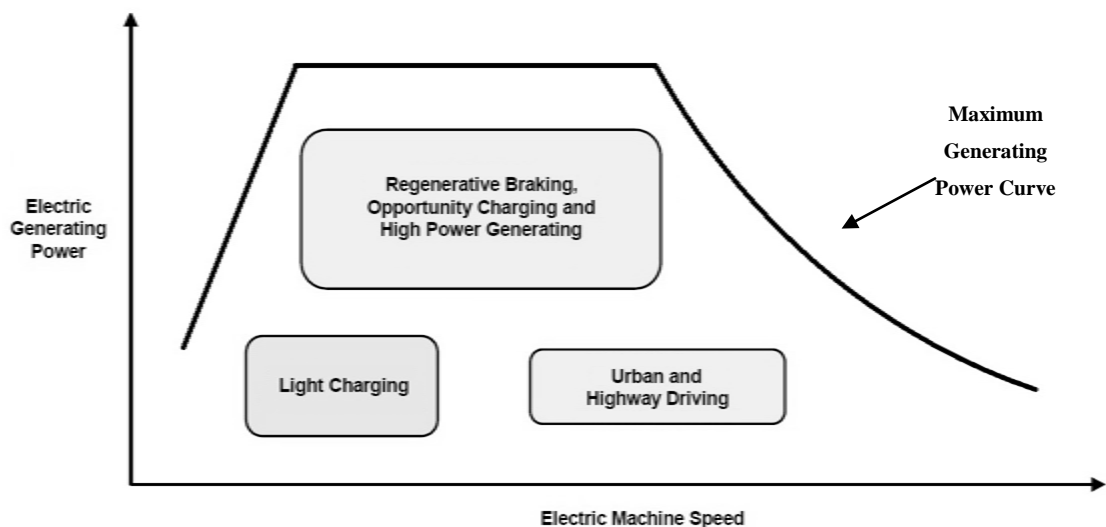 Electric
Generating
Power
Regenerative Braking,
Opportunity Charging and
High Power Generating
Light Charging
Urban and
Highway Driving
Maximum
Generating
Power Curve
Electric Machine Speed